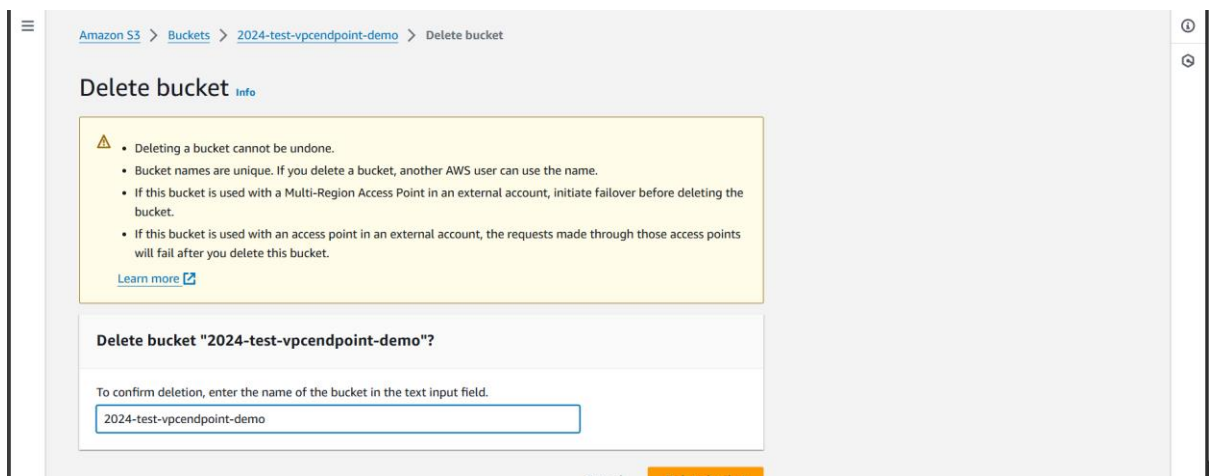 Amazon S3 > Buckets > 2024-test-vpcendpoint-demo > Delete bucket
Delete bucket Info
• Deleting a bucket cannot be undone.
• Bucket names are unique. If you delete a bucket, another AWS user can use the name.
• If this bucket is used with a Multi-Region Access Point in an external account, initiate failover before deleting the
bucket.
• If this bucket is used with an access point in an external account, the requests made through those access points
will fail after you delete this bucket.
Learn more
Delete bucket "2024-test-vpcendpoint-demo"?
To confirm deletion, enter the name of the bucket in the text input field.
2024-test-vpcendpoint-demo